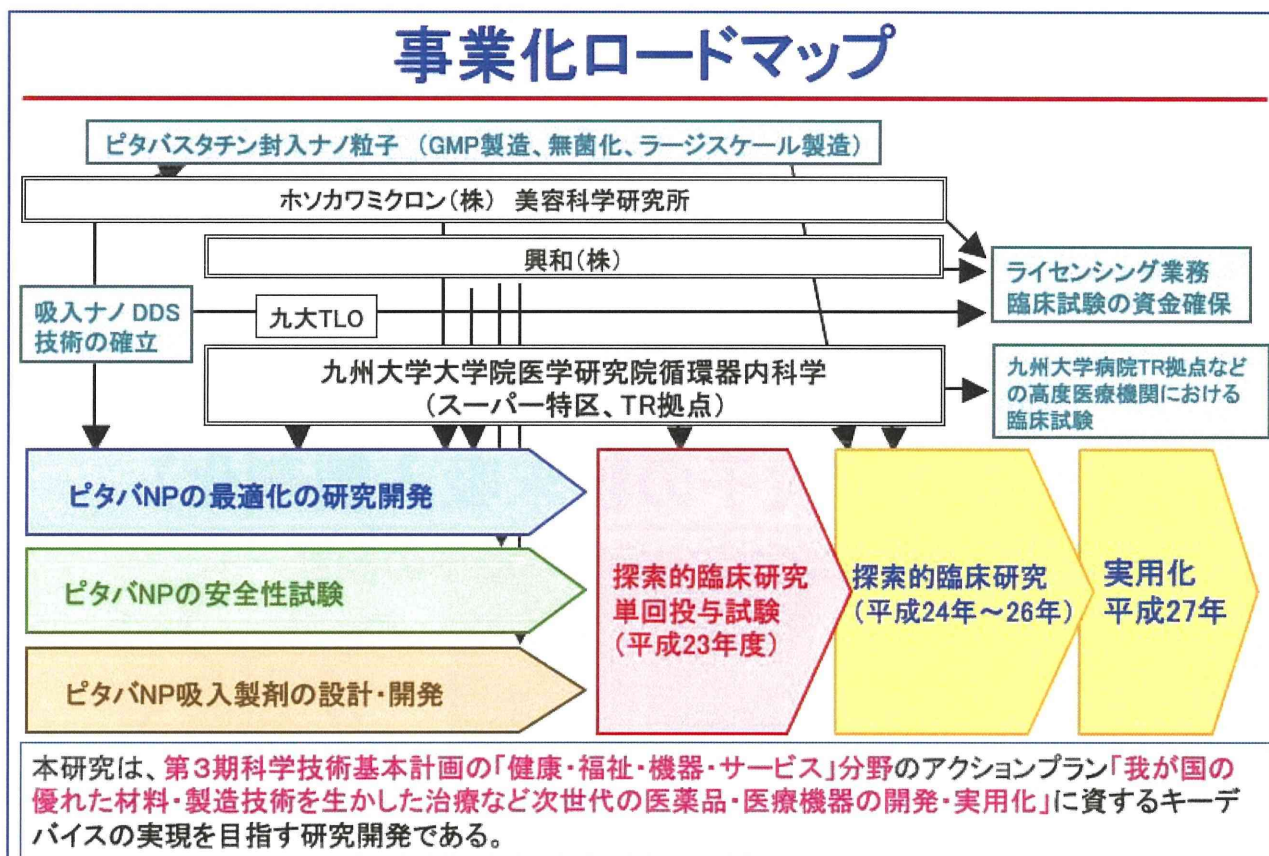 事業化ロードマップ
ピタバスタチン封入ナノ粒子 （GMP製造、無菌化、ラージスケール製造）
ホソカワミクロン（株） 美容科学研究所
興和（株）
吸入ナノ DDS
技術の確立
九大TLO
ライセンシング業務
臨床試験の資金確保
九州大学大学院医学研究院循環器内科学
（スーパー特区、TR拠点）
九州大学病院TR拠点など
の高度医療機関における
臨床試験
ピタバNPの最適化の研究開発
ピタバNPの安全性試験
ピタバNP吸入製剤の設計・開発
探索的臨床研究
単回投与試験
（平成23年度）
探索的臨床研究
（平成24年～26年）
実用化
平成27年
本研究は、第３期科学技術基本計画の「健康・福祉・機器・サービス」分野のアクションプラン「我が国の
優れた材料・製造技術を生かした治療など次世代の医薬品・医療機器の開発・実用化」に資するキーデ
バイスの実現を目指す研究開発である。